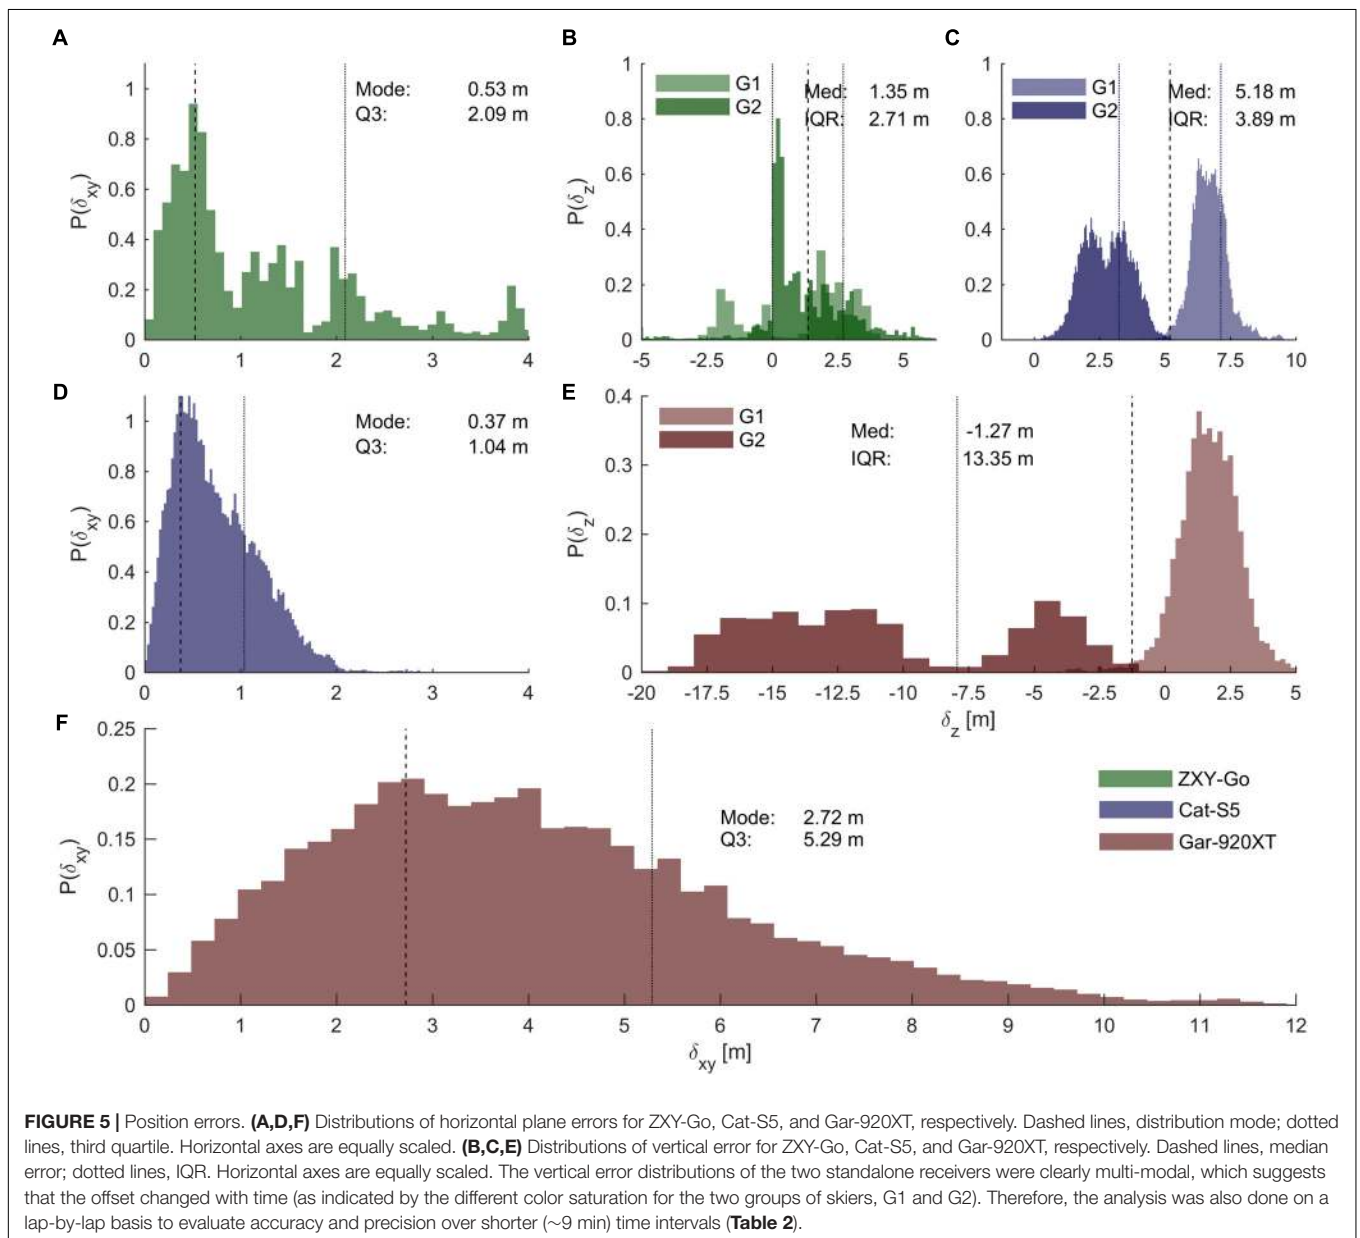 A
Mode: 0.53 m
Q3: 2.09 m
P(δxy)
1
0.8
0.6
0.4
0.2
0
0 1 2 3 4
B
G1
G2
Med: 1.35 m
IQR: 2.71 m
P(δz)
1
0.8
0.6
0.4
0.2
0
-5 -2.5 0 2.5 5
C
G1
G2
Med: 5.18 m
IQR: 3.89 m
1
0.8
0.6
0.4
0.2
0
0 2.5 5 7.5 10
D
Mode: 0.37 m
Q3: 1.04 m
P(δxy)
1
0.8
0.6
0.4
0.2
0
0 1 2 3 4
E
G1
G2
Med: -1.27 m
IQR: 13.35 m
P(δz)
0.4
0.3
0.2
0.1
0
-20 -17.5 -15 -12.5 -10 -7.5 -5 -2.5 0 2.5 5
δz [m]
F
Mode: 2.72 m
Q3: 5.29 m
ZXY-Go
Cat-S5
Gar-920XT
P(δxy)
0.25
0.2
0.15
0.1
0.05
0
0 1 2 3 4 5 6 7 8 9 10 11 12
δxy [m]
FIGURE 5 | Position errors. (A,D,F) Distributions of horizontal plane errors for ZXY-Go, Cat-S5, and Gar-920XT, respectively. Dashed lines, distribution mode; dotted
lines, third quartile. Horizontal axes are equally scaled. (B,C,E) Distributions of vertical error for ZXY-Go, Cat-S5, and Gar-920XT, respectively. Dashed lines, median
error; dotted lines, IQR. Horizontal axes are equally scaled. The vertical error distributions of the two standalone receivers were clearly multi-modal, which suggests
that the offset changed with time (as indicated by the different color saturation for the two groups of skiers, G1 and G2). Therefore, the analysis was also done on a
lap-by-lap basis to evaluate accuracy and precision over shorter (∼9 min) time intervals (Table 2).